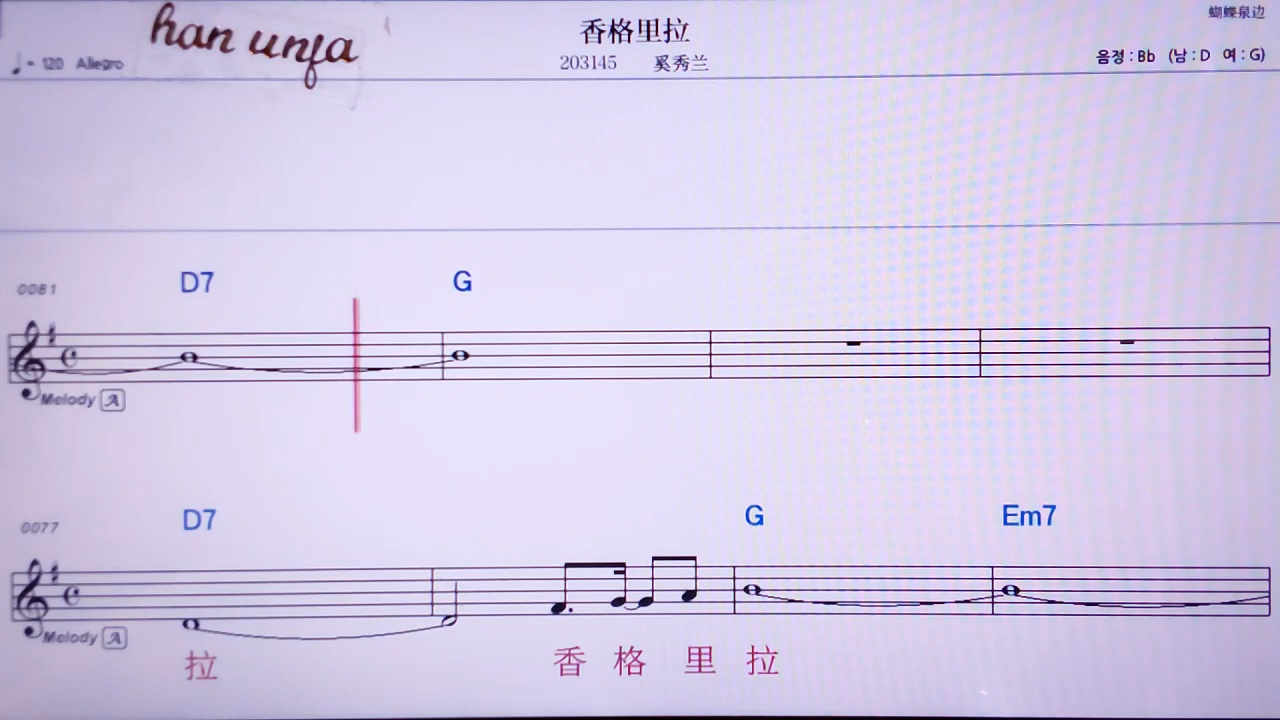 han unja
香格里拉
蝴蝶泉边
♩= 120 Allegro
203145 奚秀兰
음정 : Bb (남 : D 여 : G)
D7 G
0081
Melody A
D7 G Em7
0077
Melody A
拉 香 格 里 拉